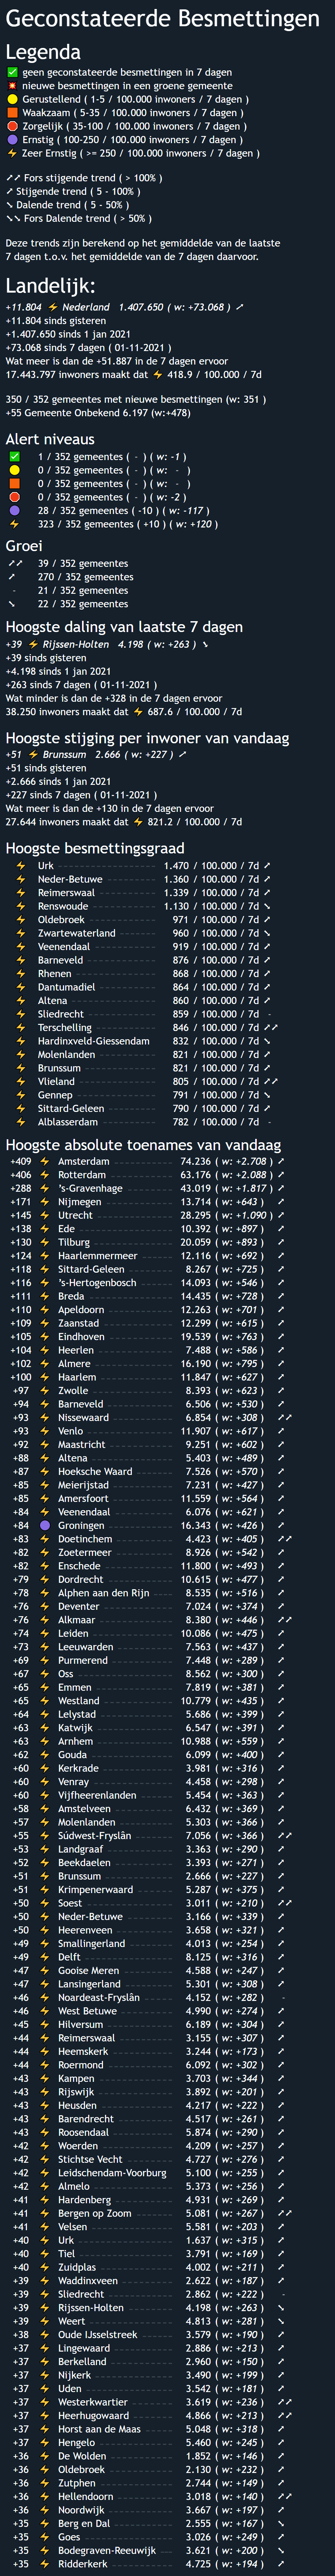 Geconstateerde Besmettingen
Legenda
✅ geen geconstateerde besmettingen in 7 dagen
💥 nieuwe besmettingen in een groene gemeente
🟡 Gerustellend ( 1-5 / 100.000 inwoners / 7 dagen )
🟧 Waakzaam ( 5-35 / 100.000 inwoners / 7 dagen )
🔴 Zorgelijk ( 35-100 / 100.000 inwoners / 7 dagen )
🟣 Ernstig ( 100-250 / 100.000 inwoners / 7 dagen )
⚡ Zeer Ernstig ( >= 250 / 100.000 inwoners / 7 dagen )
↗↗ Fors stijgende trend ( > 100% )
↗ Stijgende trend ( 5 - 100% )
↘ Dalende trend ( 5 - 50% )
↘↘ Fors Dalende trend ( > 50% )
Deze trends zijn berekend op het gemiddelde van de laatste
7 dagen t.o.v. het gemiddelde van de 7 dagen daarvoor.
Landelijk:
+11.804 ⚡ Nederland 1.407.650 ( w: +73.068 ) ↗
+11.804 sinds gisteren
+1.407.650 sinds 1 jan 2021
+73.068 sinds 7 dagen ( 01-11-2021 )
Wat meer is dan de +51.887 in de 7 dagen ervoor
17.443.797 inwoners maakt dat ⚡ 418.9 / 100.000 / 7d
350 / 352 gemeentes met nieuwe besmettingen (w: 351 )
+55 Gemeente Onbekend 6.197 (w:+478)
Alert niveaus
✅ 1 / 352 gemeentes ( - ) ( w: -1 )
🟡 0 / 352 gemeentes ( - ) ( w: - )
🟧 0 / 352 gemeentes ( - ) ( w: - )
🔴 0 / 352 gemeentes ( - ) ( w: -2 )
🟣 28 / 352 gemeentes ( -10 ) ( w: -117 )
⚡ 323 / 352 gemeentes ( +10 ) ( w: +120 )
Groei
↗↗ 39 / 352 gemeentes
↗ 270 / 352 gemeentes
- 21 / 352 gemeentes
↘ 22 / 352 gemeentes
Hoogste daling van laatste 7 dagen
+39 ⚡ Rijssen-Holten 4.198 ( w: +263 ) ↘
+39 sinds gisteren
+4.198 sinds 1 jan 2021
+263 sinds 7 dagen ( 01-11-2021 )
Wat minder is dan de +328 in de 7 dagen ervoor
38.250 inwoners maakt dat ⚡ 687.6 / 100.000 / 7d
Hoogste stijging per inwoner van vandaag
+51 ⚡ Brunssum 2.666 ( w: +227 ) ↗
+51 sinds gisteren
+2.666 sinds 1 jan 2021
+227 sinds 7 dagen ( 01-11-2021 )
Wat meer is dan de +130 in de 7 dagen ervoor
27.644 inwoners maakt dat ⚡ 821.2 / 100.000 / 7d
Hoogste besmettingsgraad
⚡ Urk 1.470 / 100.000 / 7d ↗
⚡ Neder-Betuwe 1.360 / 100.000 / 7d ↗
⚡ Reimerswaal 1.339 / 100.000 / 7d ↗
⚡ Renswoude 1.130 / 100.000 / 7d ↘
⚡ Oldebroek 971 / 100.000 / 7d ↗
⚡ Zwartewaterland 960 / 100.000 / 7d ↘
⚡ Veenendaal 919 / 100.000 / 7d ↗
⚡ Barneveld 876 / 100.000 / 7d ↗
⚡ Rhenen 868 / 100.000 / 7d ↗
⚡ Dantumadiel 864 / 100.000 / 7d ↗
⚡ Altena 860 / 100.000 / 7d ↗
⚡ Sliedrecht 859 / 100.000 / 7d -
⚡ Terschelling 846 / 100.000 / 7d ↗↗
⚡ Hardinxveld-Giessendam 832 / 100.000 / 7d ↘
⚡ Molenlanden 821 / 100.000 / 7d ↗
⚡ Brunssum 821 / 100.000 / 7d ↗
⚡ Vlieland 805 / 100.000 / 7d ↗↗
⚡ Gennep 791 / 100.000 / 7d ↘
⚡ Sittard-Geleen 790 / 100.000 / 7d ↗
⚡ Alblasserdam 782 / 100.000 / 7d -
Hoogste absolute toenames van vandaag
+409 ⚡ Amsterdam 74.236 ( w: +2.708 ) ↗
+406 ⚡ Rotterdam 63.176 ( w: +2.088 ) ↗
+288 ⚡ 's-Gravenhage 43.019 ( w: +1.817 ) ↗
+171 ⚡ Nijmegen 13.714 ( w: +643 ) ↗
+145 ⚡ Utrecht 28.295 ( w: +1.090 ) ↗
+138 ⚡ Ede 10.392 ( w: +897 ) ↗
+130 ⚡ Tilburg 20.059 ( w: +893 ) ↗
+124 ⚡ Haarlemmermeer 12.116 ( w: +692 ) ↗
+118 ⚡ Sittard-Geleen 8.267 ( w: +725 ) ↗
+116 ⚡ 's-Hertogenbosch 14.093 ( w: +546 ) ↗
+111 ⚡ Breda 14.435 ( w: +728 ) ↗
+110 ⚡ Apeldoorn 12.263 ( w: +701 ) ↗
+109 ⚡ Zaanstad 12.299 ( w: +615 ) ↗
+105 ⚡ Eindhoven 19.539 ( w: +763 ) ↗
+104 ⚡ Heerlen 7.488 ( w: +586 ) ↗
+102 ⚡ Almere 16.190 ( w: +795 ) ↗
+100 ⚡ Haarlem 11.847 ( w: +627 ) ↗
+97 ⚡ Zwolle 8.393 ( w: +623 ) ↗
+94 ⚡ Barneveld 6.506 ( w: +530 ) ↗
+93 ⚡ Nissewaard 6.854 ( w: +308 ) ↗↗
+93 ⚡ Venlo 11.907 ( w: +617 ) ↗
+92 ⚡ Maastricht 9.251 ( w: +602 ) ↗
+88 ⚡ Altena 5.403 ( w: +489 ) ↗
+87 ⚡ Hoeksche Waard 7.526 ( w: +570 ) ↗
+85 ⚡ Meierijstad 7.231 ( w: +427 ) ↗
+85 ⚡ Amersfoort 11.559 ( w: +564 ) ↗
+84 ⚡ Veenendaal 6.076 ( w: +621 ) ↗
+84 🟣 Groningen 16.343 ( w: +426 ) ↗
+83 ⚡ Doetinchem 4.423 ( w: +405 ) ↗↗
+82 ⚡ Zoetermeer 8.926 ( w: +542 ) ↗
+82 ⚡ Enschede 11.800 ( w: +493 ) ↗
+79 ⚡ Dordrecht 10.615 ( w: +477 ) ↗
+78 ⚡ Alphen aan den Rijn 8.535 ( w: +516 ) ↗
+76 ⚡ Deventer 7.024 ( w: +374 ) ↗
+76 ⚡ Alkmaar 8.380 ( w: +446 ) ↗↗
+74 ⚡ Leiden 10.086 ( w: +475 ) ↗
+73 ⚡ Leeuwarden 7.563 ( w: +437 ) ↗
+69 ⚡ Purmerend 7.448 ( w: +289 ) ↗
+67 ⚡ Oss 8.562 ( w: +300 ) ↗
+65 ⚡ Emmen 7.819 ( w: +381 ) ↗
+65 ⚡ Westland 10.779 ( w: +435 ) ↗
+64 ⚡ Lelystad 5.686 ( w: +399 ) ↗
+63 ⚡ Katwijk 6.547 ( w: +391 ) ↗
+63 ⚡ Arnhem 10.988 ( w: +559 ) ↗
+62 ⚡ Gouda 6.099 ( w: +400 ) ↗
+60 ⚡ Kerkrade 3.981 ( w: +316 ) ↗
+60 ⚡ Venray 4.458 ( w: +298 ) ↗
+60 ⚡ Vijfheerenlanden 5.454 ( w: +363 ) ↗
+58 ⚡ Amstelveen 6.432 ( w: +369 ) ↗
+57 ⚡ Molenlanden 5.303 ( w: +366 ) ↗
+55 ⚡ Súdwest-Fryslân 7.056 ( w: +366 ) ↗↗
+53 ⚡ Landgraaf 3.363 ( w: +290 ) ↗
+52 ⚡ Beekdaelen 3.393 ( w: +271 ) ↗
+51 ⚡ Brunssum 2.666 ( w: +227 ) ↗
+51 ⚡ Krimpenerwaard 5.287 ( w: +375 ) ↗
+50 ⚡ Soest 3.011 ( w: +210 ) ↗↗
+50 ⚡ Neder-Betuwe 3.166 ( w: +339 ) ↗
+50 ⚡ Heerenveen 3.658 ( w: +321 ) ↗
+49 ⚡ Smallingerland 4.013 ( w: +254 ) ↗
+49 ⚡ Delft 8.125 ( w: +316 ) ↗
+47 ⚡ Gooise Meren 4.588 ( w: +247 ) ↗
+47 ⚡ Lansingerland 5.301 ( w: +308 ) ↗
+46 ⚡ Noardeast-Fryslân 4.152 ( w: +282 ) -
+46 ⚡ West Betuwe 4.990 ( w: +274 ) ↗
+45 ⚡ Hilversum 6.189 ( w: +304 ) ↗
+44 ⚡ Reimerswaal 3.155 ( w: +307 ) ↗
+44 ⚡ Heemskerk 3.244 ( w: +173 ) ↗
+44 ⚡ Roermond 6.092 ( w: +302 ) ↗
+43 ⚡ Kampen 3.703 ( w: +344 ) ↗
+43 ⚡ Rijswijk 3.892 ( w: +201 ) ↗
+43 ⚡ Heusden 4.217 ( w: +222 ) ↗
+43 ⚡ Barendrecht 4.517 ( w: +261 ) ↗
+43 ⚡ Roosendaal 5.874 ( w: +290 ) ↗
+42 ⚡ Woerden 4.209 ( w: +257 ) ↗
+42 ⚡ Stichtse Vecht 4.727 ( w: +276 ) ↗
+42 ⚡ Leidschendam-Voorburg 5.100 ( w: +255 ) ↗
+42 ⚡ Almelo 5.373 ( w: +256 ) ↗
+41 ⚡ Hardenberg 4.931 ( w: +269 ) ↗
+41 ⚡ Bergen op Zoom 5.081 ( w: +267 ) ↗↗
+41 ⚡ Velsen 5.581 ( w: +203 ) ↗
+40 ⚡ Urk 1.637 ( w: +315 ) ↗
+40 ⚡ Tiel 3.791 ( w: +169 ) ↗
+40 ⚡ Zuidplas 4.002 ( w: +211 ) ↗
+39 ⚡ Waddinxveen 2.622 ( w: +187 ) ↗
+39 ⚡ Sliedrecht 2.862 ( w: +222 ) -
+39 ⚡ Rijssen-Holten 4.198 ( w: +263 ) ↘
+39 ⚡ Weert 4.813 ( w: +281 ) ↘
+38 ⚡ Oude IJsselstreek 3.579 ( w: +190 ) ↗
+37 ⚡ Lingewaard 2.886 ( w: +213 ) ↗
+37 ⚡ Berkelland 2.960 ( w: +150 ) ↗
+37 ⚡ Nijkerk 3.490 ( w: +199 ) ↗
+37 ⚡ Uden 3.542 ( w: +181 ) ↗
+37 ⚡ Westerkwartier 3.619 ( w: +236 ) ↗↗
+37 ⚡ Heerhugowaard 4.866 ( w: +213 ) ↗↗
+37 ⚡ Horst aan de Maas 5.048 ( w: +318 ) ↗
+37 ⚡ Hengelo 5.460 ( w: +245 ) ↗
+36 ⚡ De Wolden 1.852 ( w: +146 ) ↗
+36 ⚡ Oldebroek 2.130 ( w: +232 ) ↗
+36 ⚡ Zutphen 2.744 ( w: +149 ) ↗
+36 ⚡ Hellendoorn 3.018 ( w: +140 ) ↗↗
+36 ⚡ Noordwijk 3.667 ( w: +197 ) ↗
+35 ⚡ Berg en Dal 2.555 ( w: +167 ) ↘
+35 ⚡ Goes 3.026 ( w: +249 ) ↗
+35 ⚡ Bodegraven-Reeuwijk 3.621 ( w: +200 ) ↘
+35 ⚡ Ridderkerk 4.725 ( w: +194 ) ↗